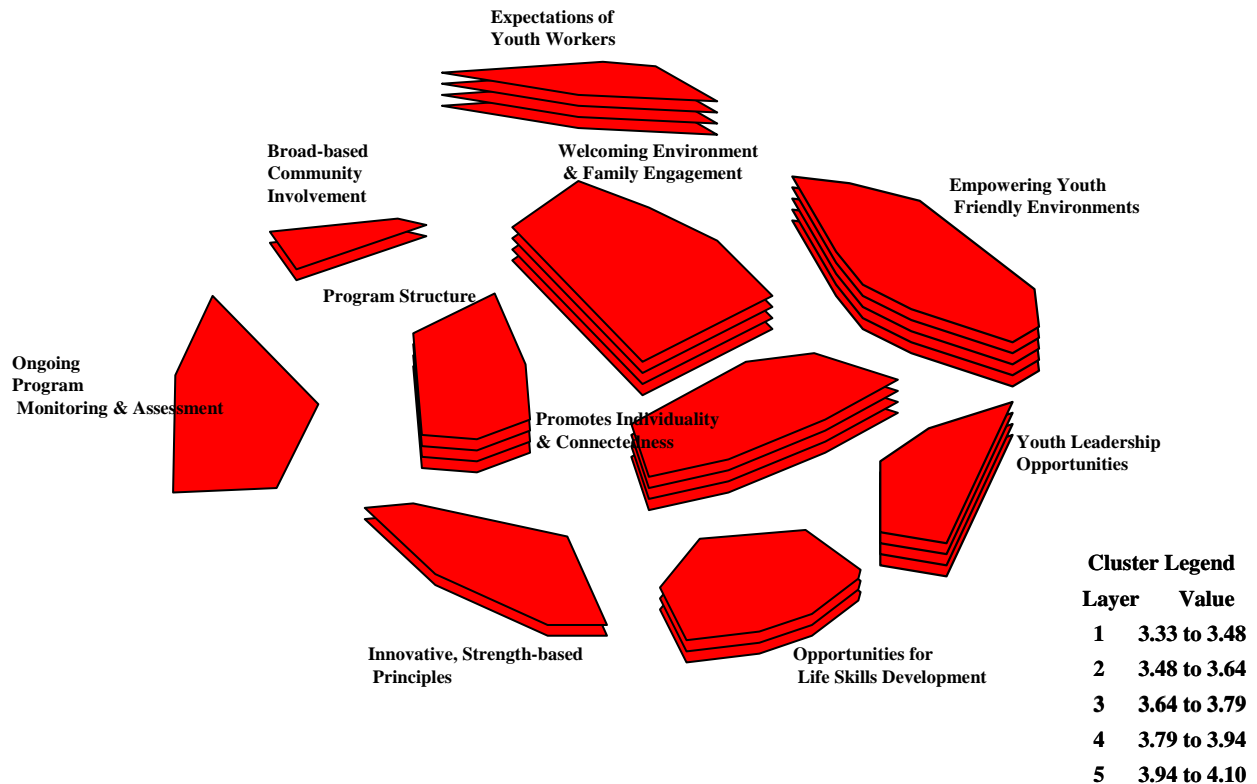 Expectations of
Youth Workers
Broad-based
Community
Involvement
Welcoming Environment
& Family Engagement
Empowering Youth
Friendly Environments
Program Structure
Ongoing
Program
Monitoring & Assessment
Promotes Individuality
& Connectedness
Youth Leadership
Opportunities
Innovative, Strength-based
Principles
Opportunities for
Life Skills Development
Cluster Legend
Layer Value
1 3.33 to 3.48
2 3.48 to 3.64
3 3.64 to 3.79
4 3.79 to 3.94
5 3.94 to 4.10